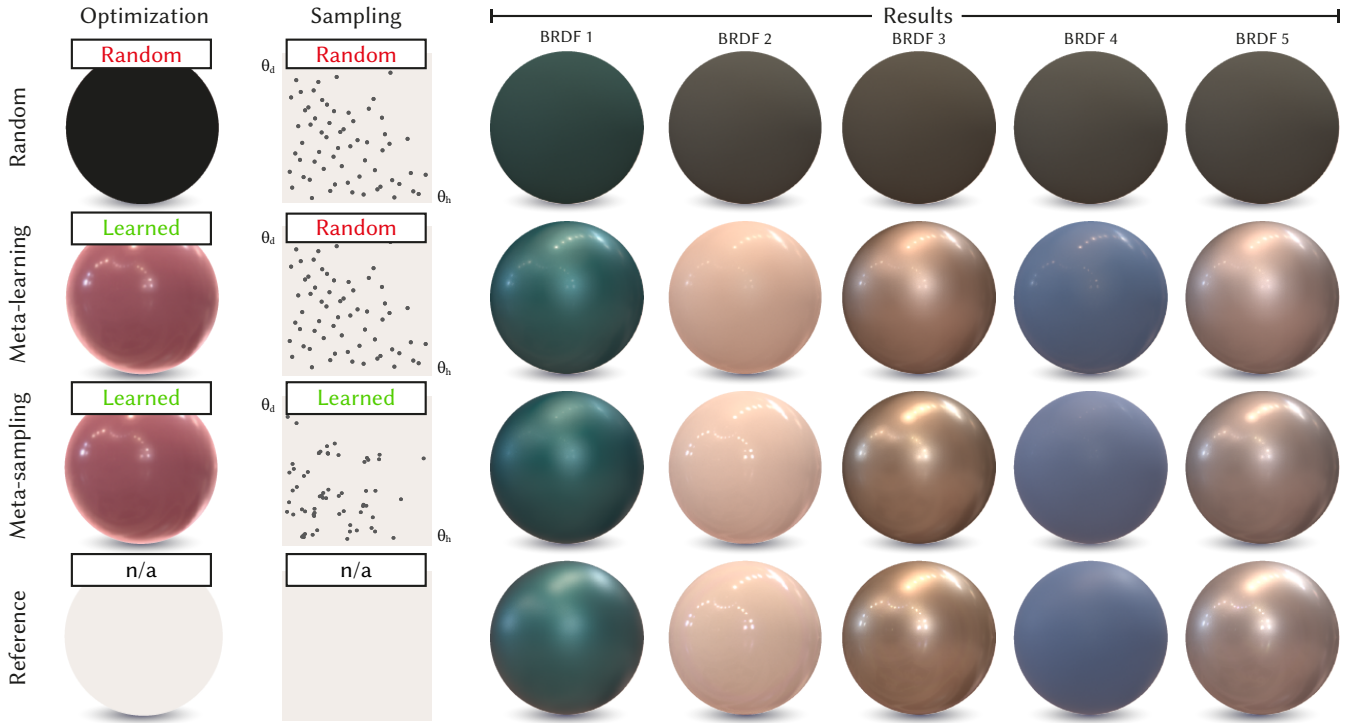 Optimization Sampling Results
BRDF 1 BRDF 2 BRDF 3 BRDF 4 BRDF 5
Random
Random
θd
Random
θh
Meta-learning
Learned
Random
θd
θh
Meta-sampling
Learned
Learned
θd
θh
Reference
n/a
n/a